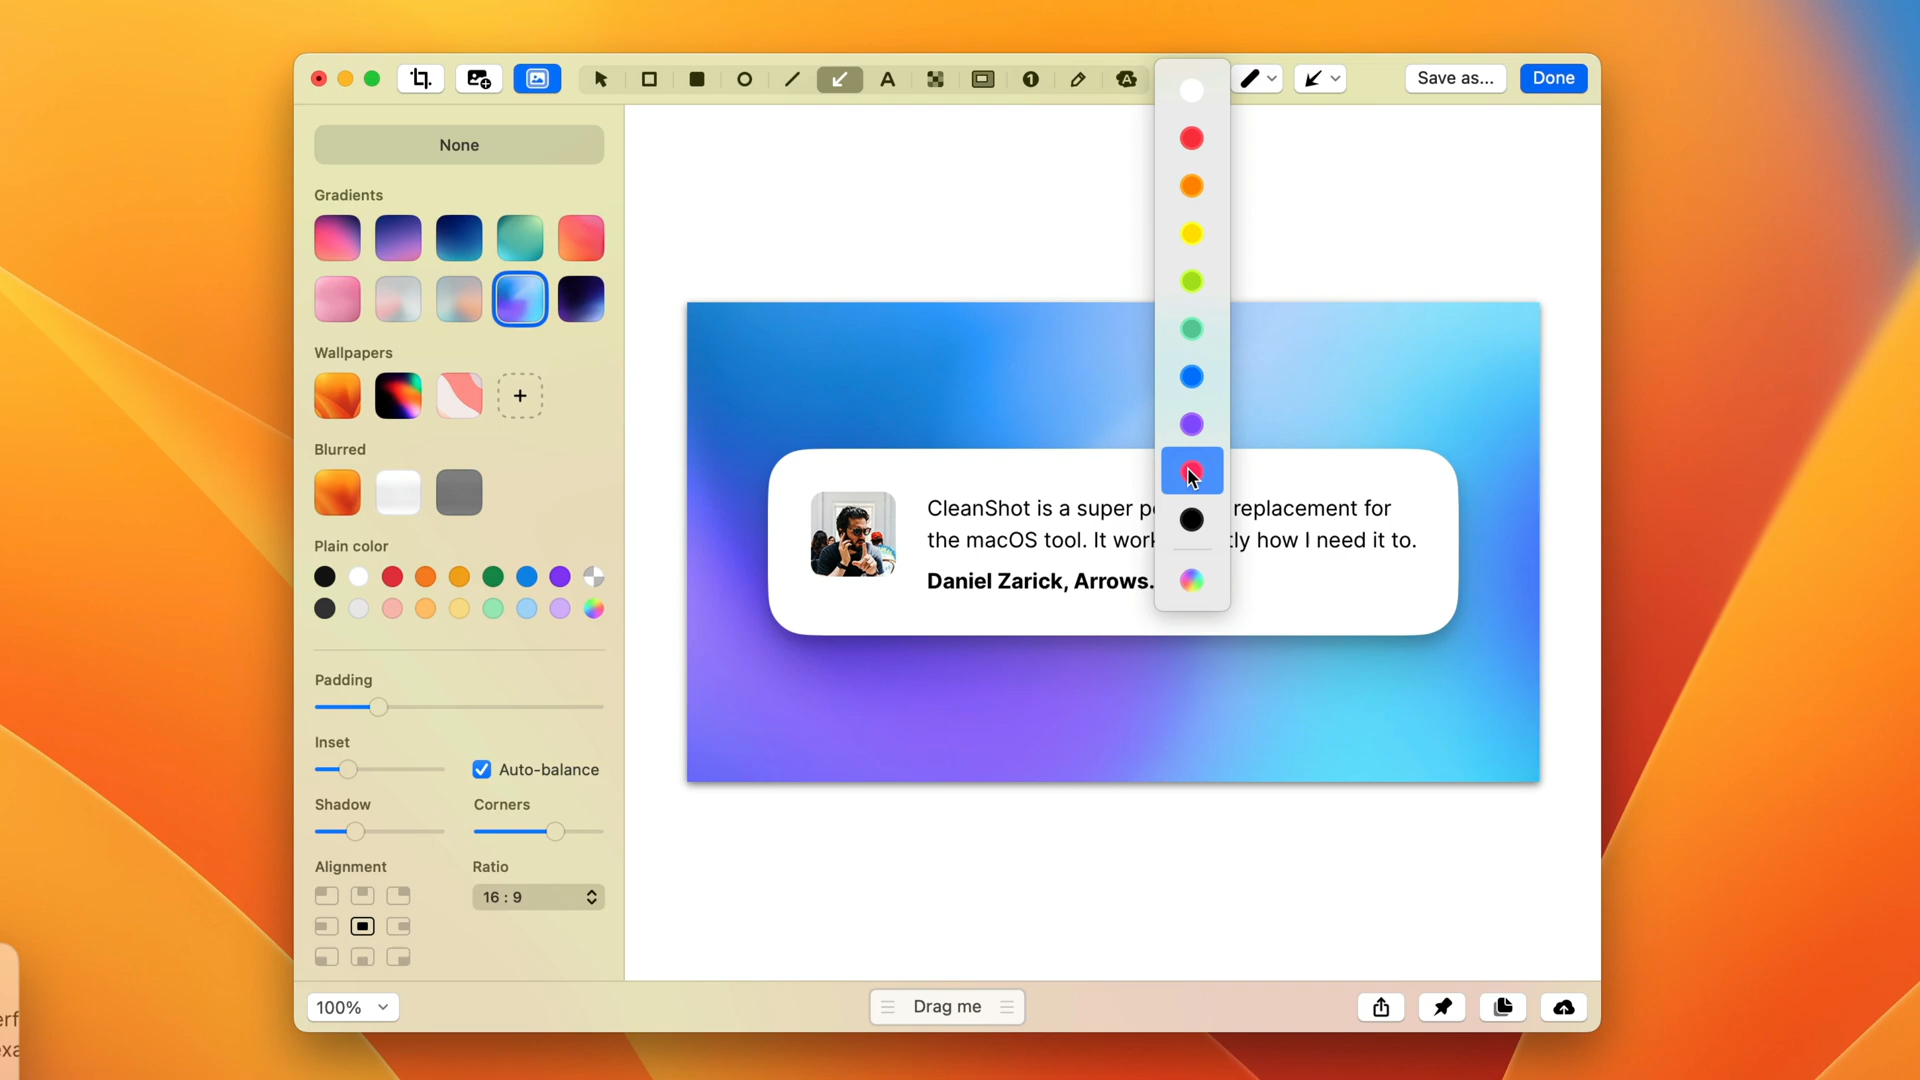 A
1
A
Save as...
Done
None
Gradients
Wallpapers
+
Blurred
Plain color
Padding
Inset
Auto-balance
Shadow
Corners
Alignment
Ratio
16 : 9
CleanShot is a super replacement for
the macOS tool. It how I need it to.
Daniel Zarick, Arrows.
100%
Drag me